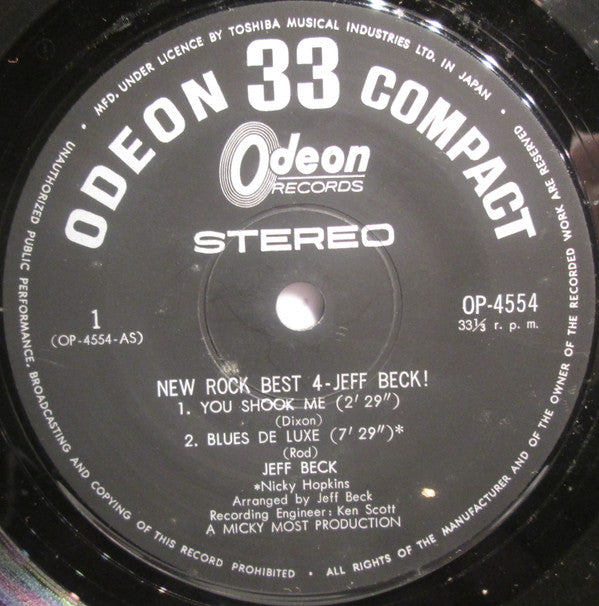 MFD. UNDER LICENCE BY TOSHIBA MUSICAL INDUSTRIES LTD. IN JAPAN •
ODEON 33 COMPACT
Odeon
RECORDS
STEREO
1
(OP-4554-AS)
OP-4554
33⅓ r. p. m.
NEW ROCK BEST 4-JEFF BECK!
1. YOU SHOOK ME (2' 29")
(Dixon)
2. BLUES DE LUXE (7' 29")*
(Rod)
JEFF BECK
*Nicky Hopkins
Arranged by Jeff Beck
Recording Engineer: Ken Scott
A MICKY MOST PRODUCTION
UNAUTHORIZED PUBLIC PERFORMANCE, BROADCASTING AND COPYING OF THIS RECORD PROHIBITED • ALL RIGHTS OF THE MANUFACTURER AND OF THE OWNER OF THE RECORDED WORK ARE RESERVED